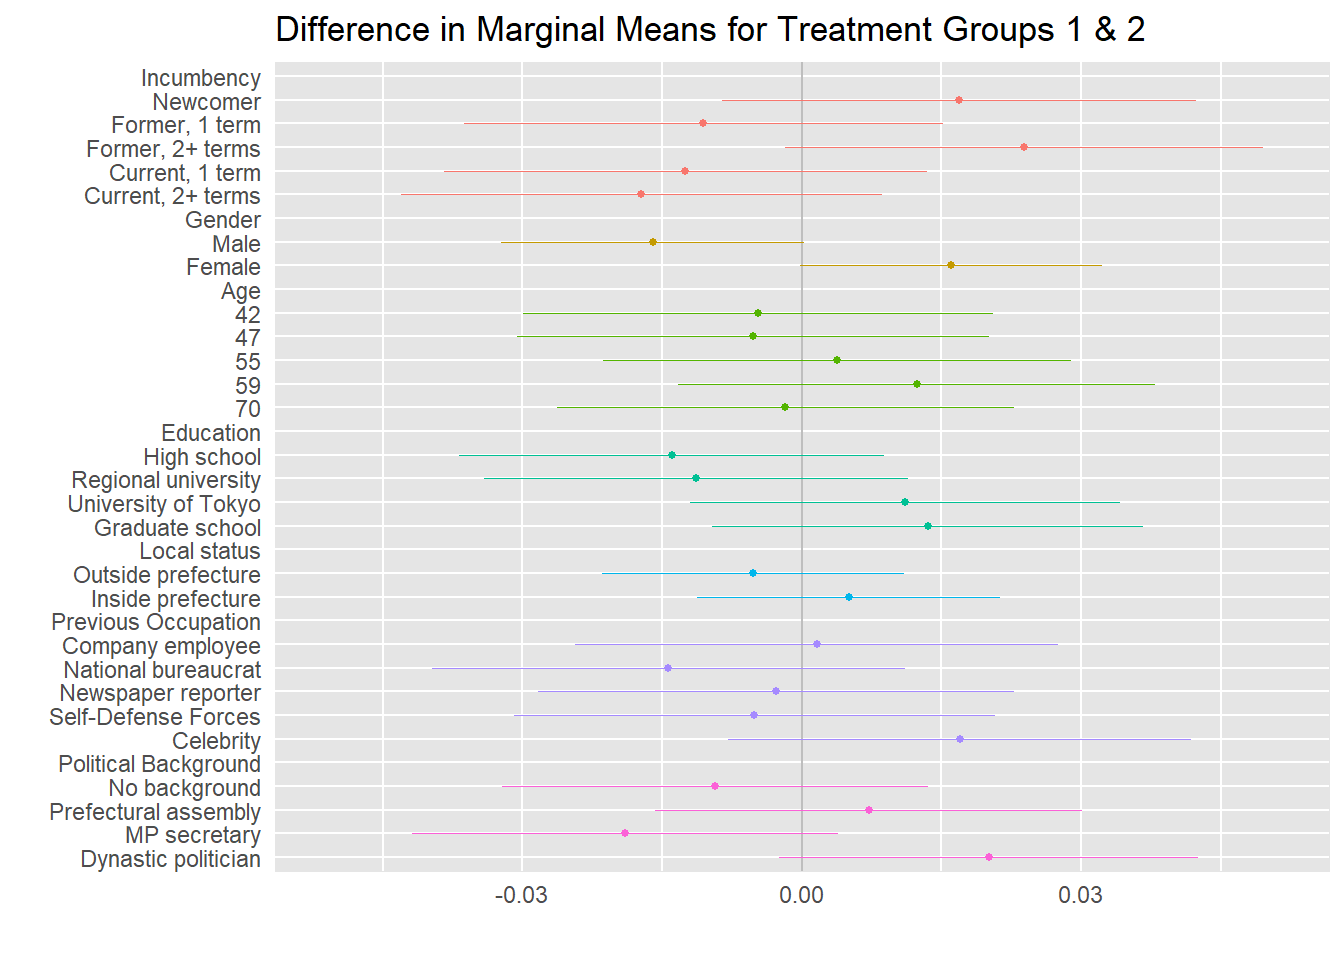 Difference in Marginal Means for Treatment Groups 1 & 2
Incumbency
Newcomer
Former, 1 term
Former, 2+ terms
Current, 1 term
Current, 2+ terms
Gender
Male
Female
Age
42
47
55
59
70
Education
High school
Regional university
University of Tokyo
Graduate school
Local status
Outside prefecture
Inside prefecture
Previous Occupation
Company employee
National bureaucrat
Newspaper reporter
Self-Defense Forces
Celebrity
Political Background
No background
Prefectural assembly
MP secretary
Dynastic politician
-0.03 0.00 0.03